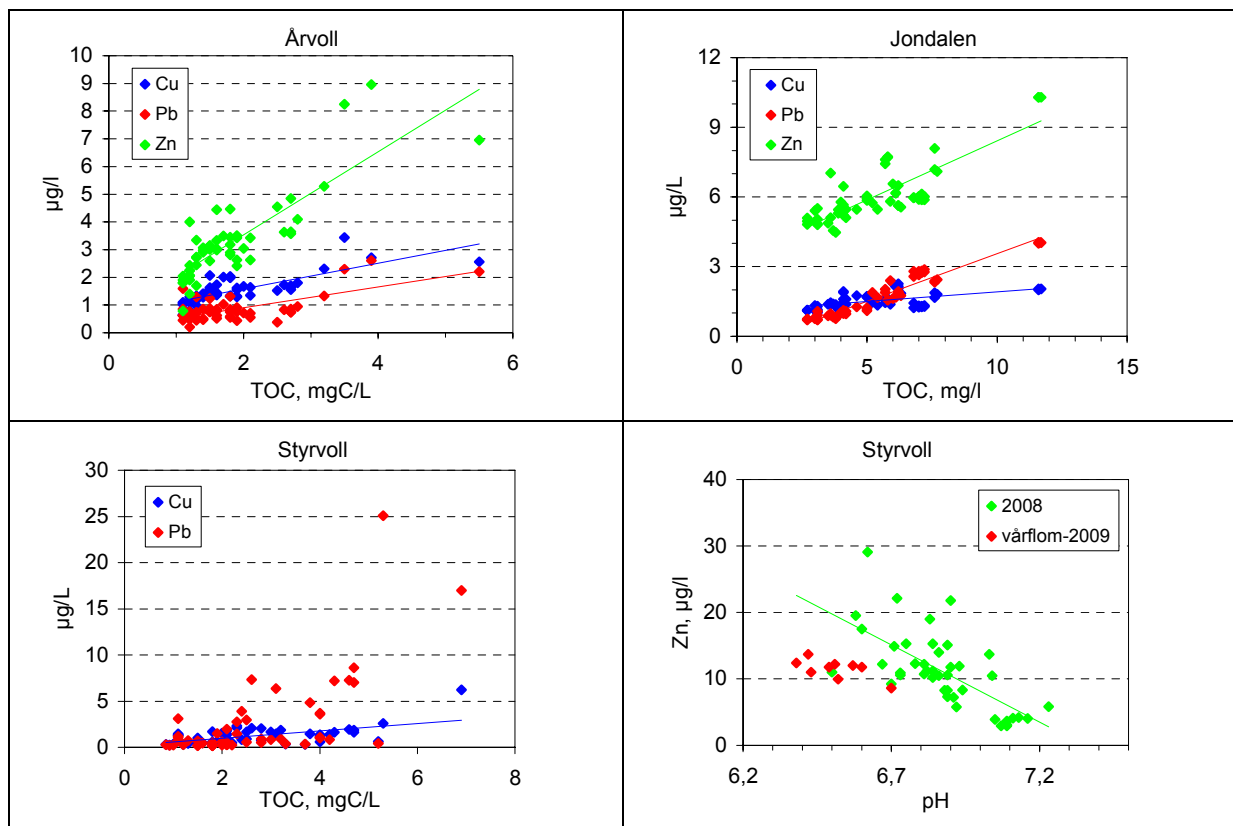 Årvoll
10
9
8
7
6
5
4
3
2
1
0
µg/l
Cu
Pb
Zn
0 2 4 6
TOC, mgC/L
Jondalen
12
9
6
3
0
µg/L
Cu
Pb
Zn
0 5 10 15
TOC, mg/l
Styrvoll
30
25
20
15
10
5
0
µg/L
Cu
Pb
0 2 4 6 8
TOC, mgC/L
Styrvoll
40
30
20
10
0
Zn, µg/l
2008
vårflom-2009
6,2 6,7 7,2
pH